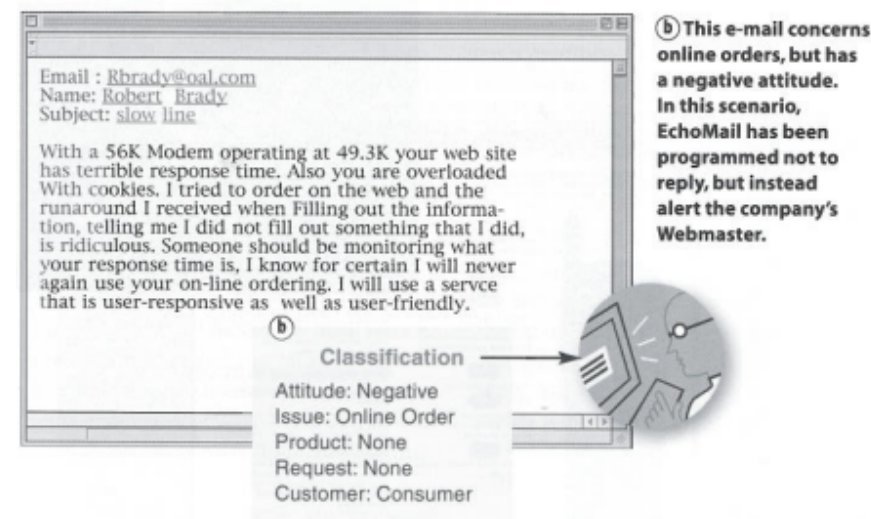 Email : Rbrady@oal.com
Name: Robert Brady
Subject: slow line
With a 56K Modem operating at 49.3K your web site
has terrible response time. Also you are overloaded
With cookies. I tried to order on the web and the
runaround I received when Filling out the informa-
tion, telling me I did not fill out something that I did,
is ridiculous. Someone should be monitoring what
your response time is, I know for certain I will never
again use your on-line ordering. I will use a servce
that is user-responsive as well as user-friendly.
b
Classification
Attitude: Negative
Issue: Online Order
Product: None
Request: None
Customer: Consumer
b This e-mail concerns
online orders, but has
a negative attitude.
In this scenario,
EchoMail has been
programmed not to
reply, but instead
alert the company's
Webmaster.